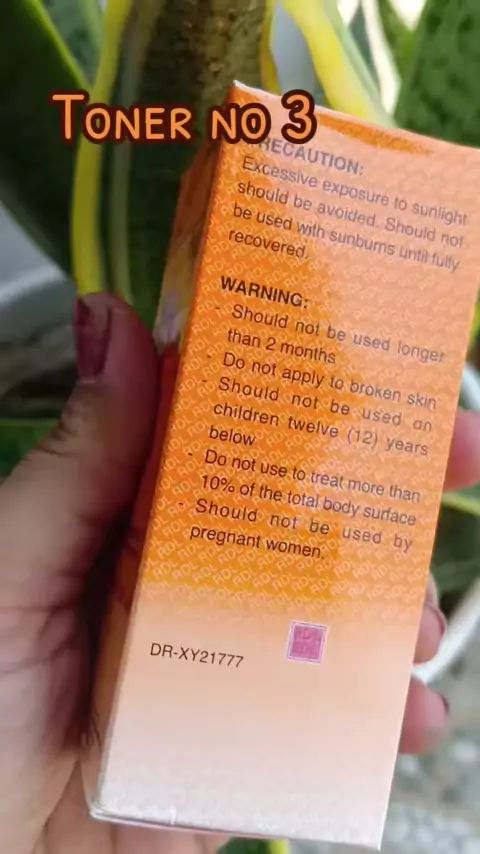 TONER NO 3
RECAUTION:
Excessive exposure to sunlight
should be avoided. Should not
be used with sunburns until fully
recovered.
WARNING:
- Should not be used longer
than 2 months
- Do not apply to broken skin
- Should not be used on
children twelve (12) years
below
- Do not use to treat more than
10% of the total body surface
- Should not be used by
pregnant women.
DR-XY21777